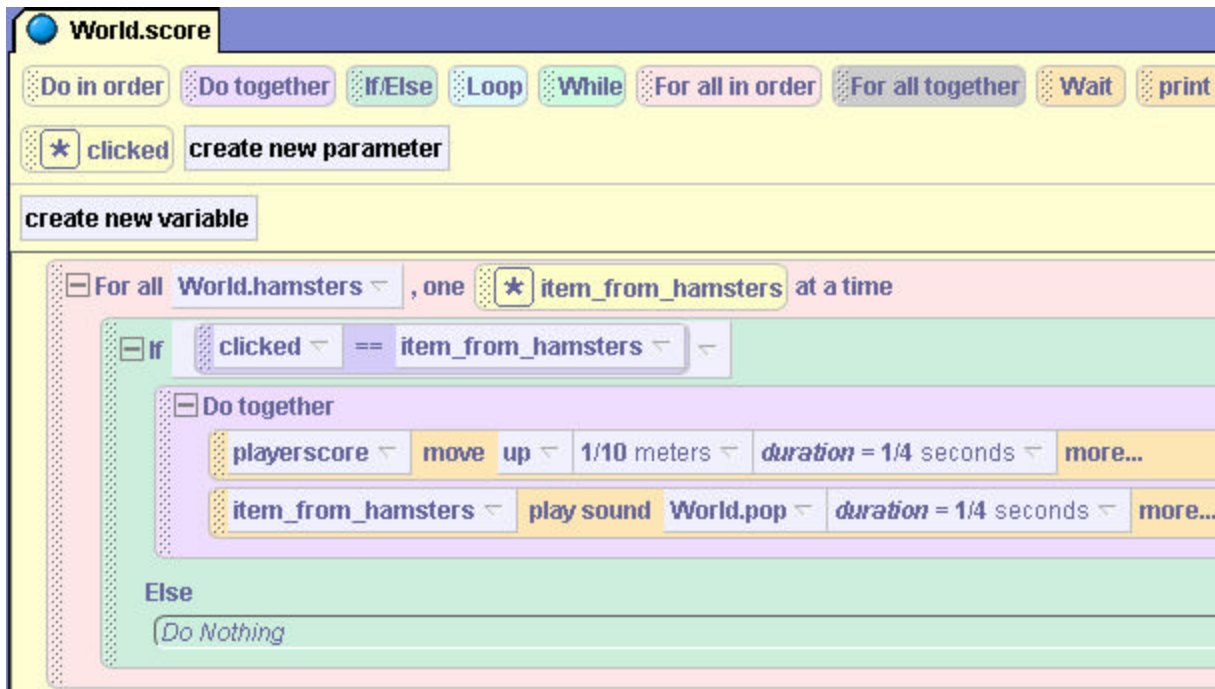 World.score
Do in order Do together If/Else Loop While For all in order For all together Wait print
* clicked create new parameter
create new variable
For all World.hamsters , one * item_from_hamsters at a time
If clicked == item_from_hamsters
Do together
playerscore move up 1/10 meters duration = 1/4 seconds more...
item_from_hamsters play sound World.pop duration = 1/4 seconds more...
Else
Do Nothing